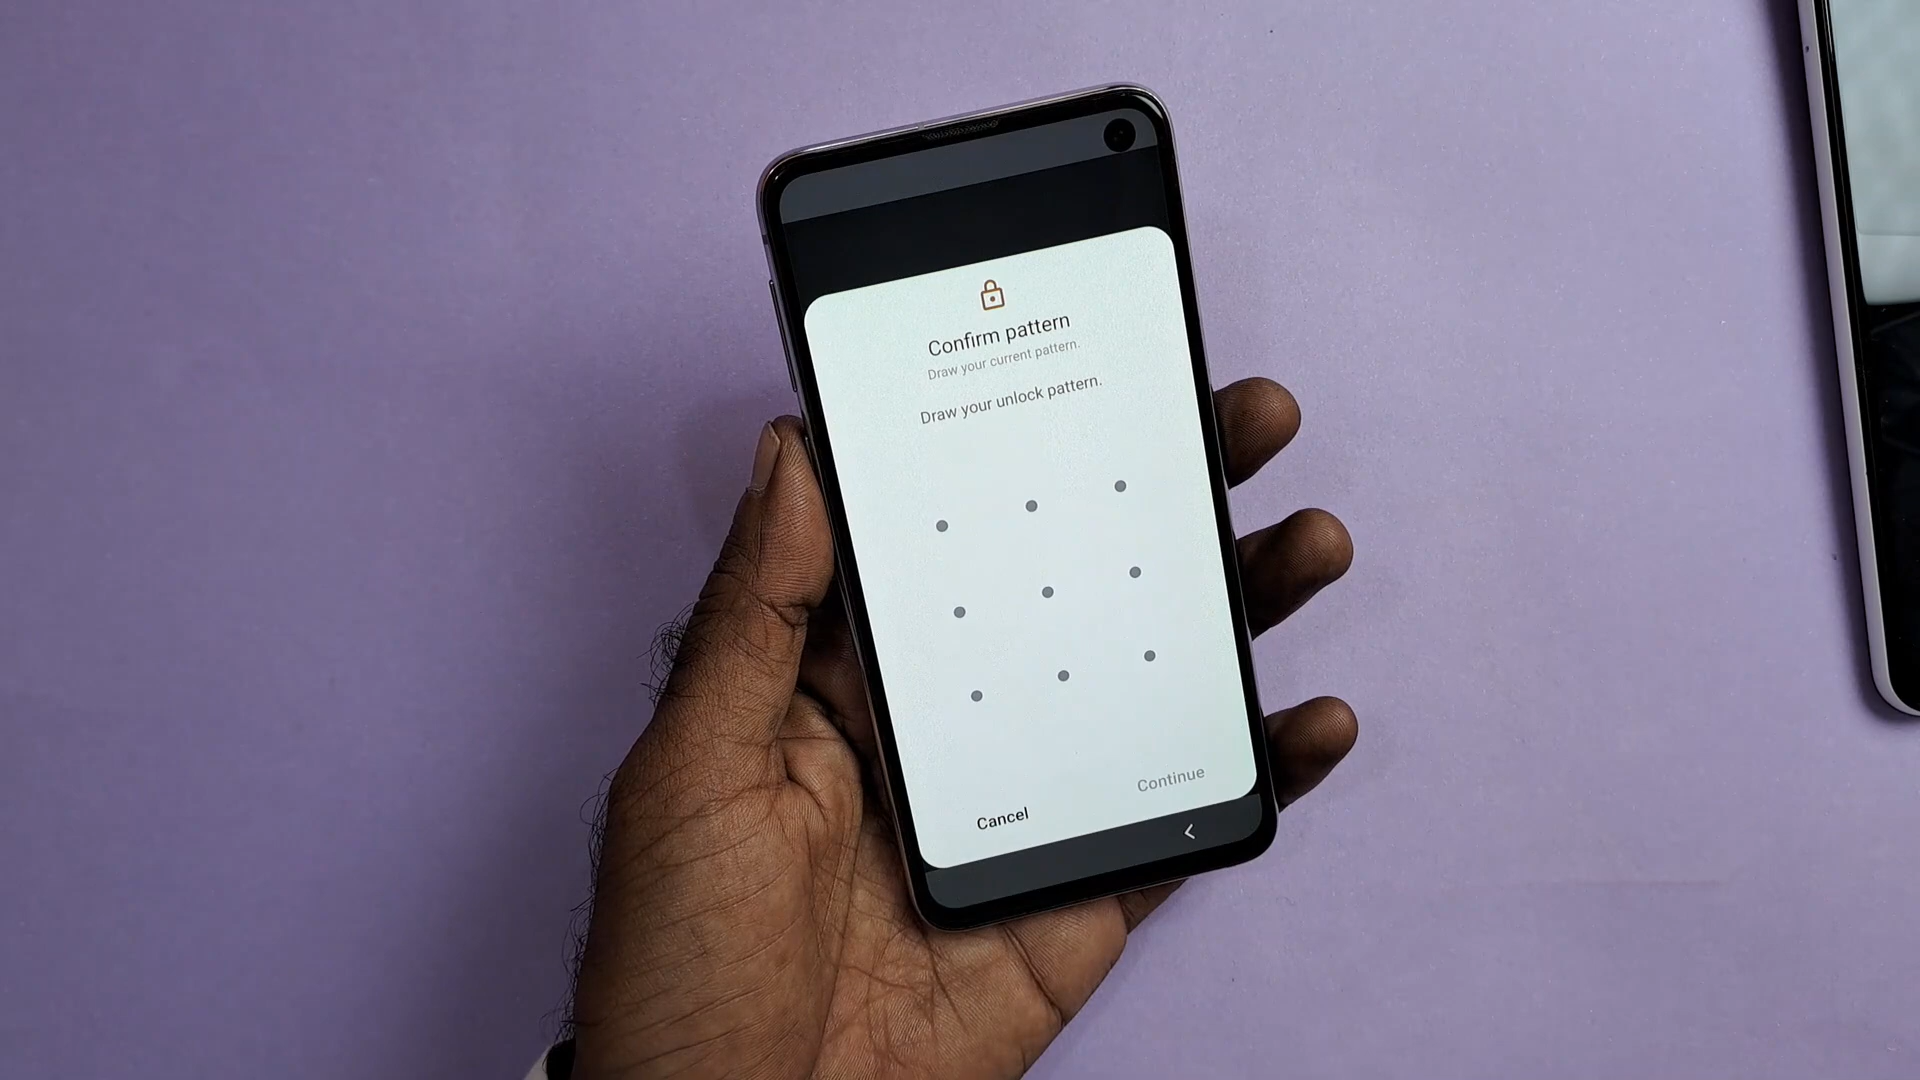 Confirm pattern
Draw your current pattern.
Draw your unlock pattern.
Cancel
Continue